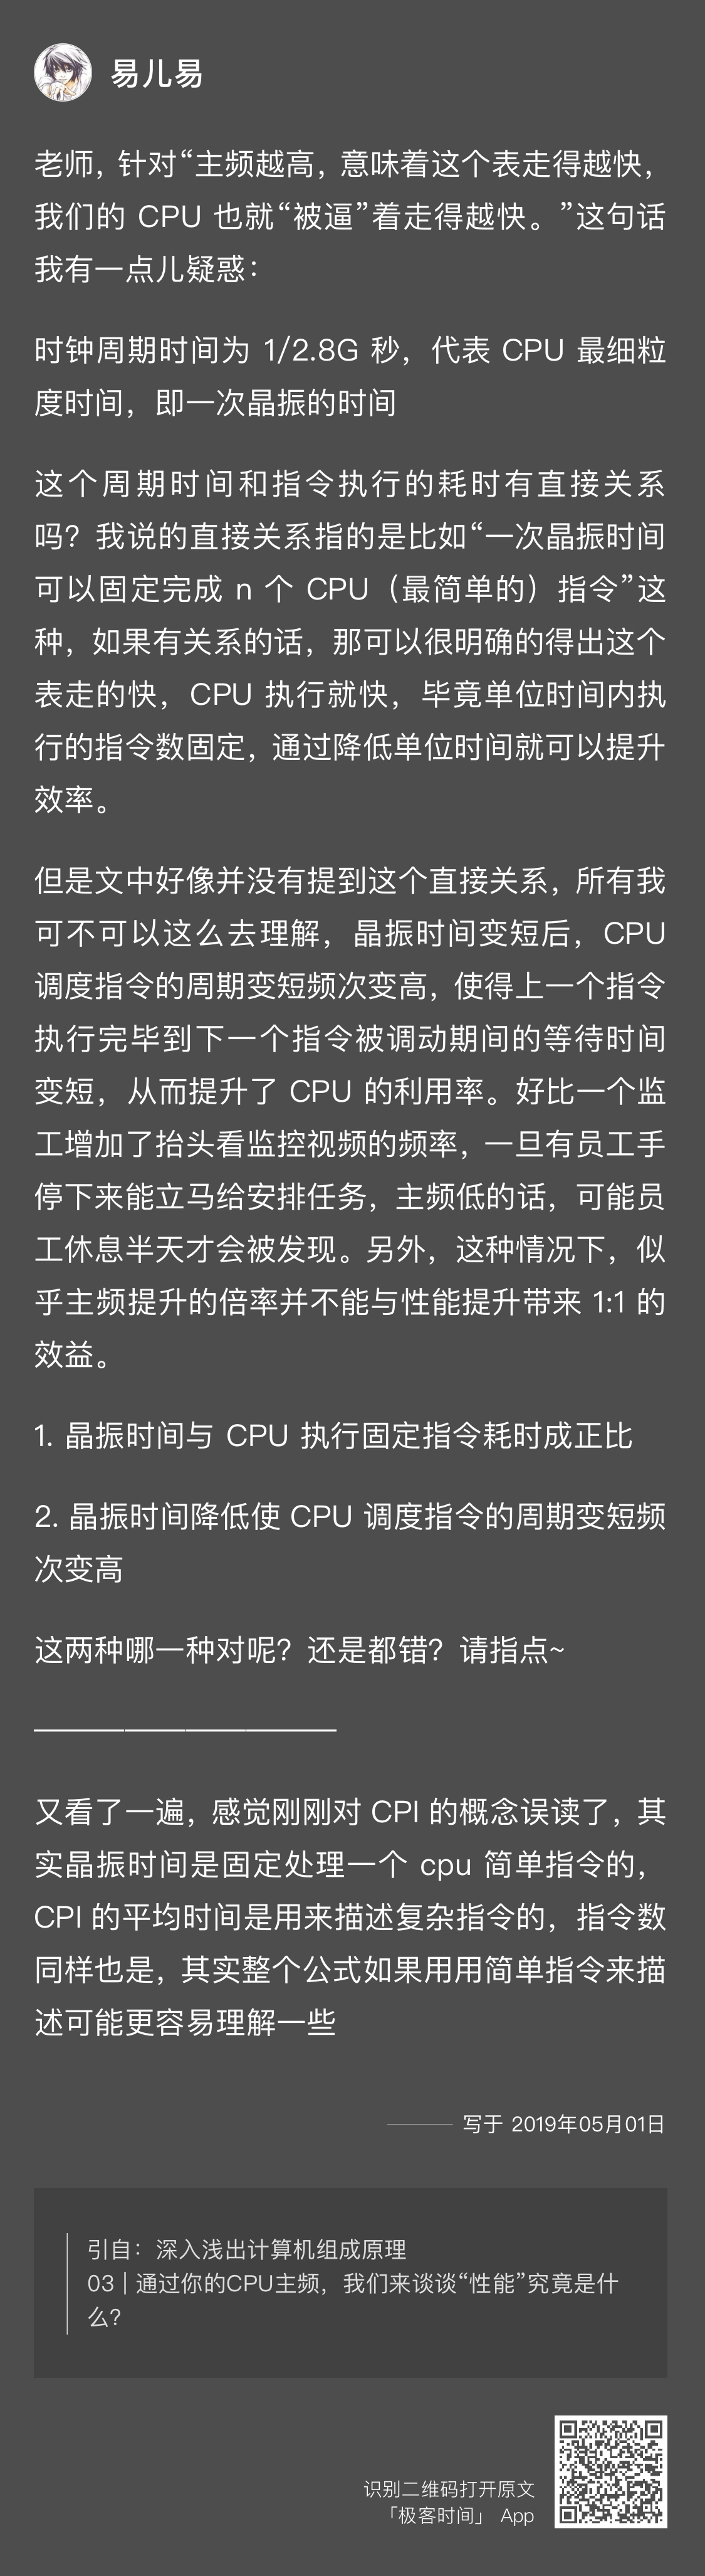 易儿易
老师，针对“主频越高，意味着这个表走得越快，
我们的 CPU 也就“被逼”着走得越快。”这句话
我有一点儿疑惑：
时钟周期时间为 1/2.8G 秒，代表 CPU 最细粒
度时间，即一次晶振的时间
这个周期时间和指令执行的耗时有直接关系
吗？我说的直接关系指的是比如“一次晶振时间
可以固定完成 n 个 CPU（最简单的）指令”这
种，如果有关系的话，那可以很明确的得出这个
表走的快，CPU 执行就快，毕竟单位时间内执
行的指令数固定，通过降低单位时间就可以提升
效率。
但是文中好像并没有提到这个直接关系，所有我
可不可以这么去理解，晶振时间变短后，CPU
调度指令的周期变短频次变高，使得上一个指令
执行完毕到下一个指令被调动期间的等待时间
变短，从而提升了 CPU 的利用率。好比一个监
工增加了抬头看监控视频的频率，一旦有员工手
停下来能立马给安排任务，主频低的话，可能员
工休息半天才会被发现。另外，这种情况下，似
乎主频提升的倍率并不能与性能提升带来 1:1 的
效益。
1. 晶振时间与 CPU 执行固定指令耗时成正比
2. 晶振时间降低使 CPU 调度指令的周期变短频
次变高
这两种哪一种对呢？还是都错？请指点~
——————————
又看了一遍，感觉刚刚对 CPI 的概念误读了，其
实晶振时间是固定处理一个 cpu 简单指令的，
CPI 的平均时间是用来描述复杂指令的，指令数
同样也是，其实整个公式如果用用简单指令来描
述可能更容易理解一些
写于 2019年05月01日
引自：深入浅出计算机组成原理
03 | 通过你的CPU主频，我们来谈谈“性能”究竟是什
么？
识别二维码打开原文
「极客时间」 App